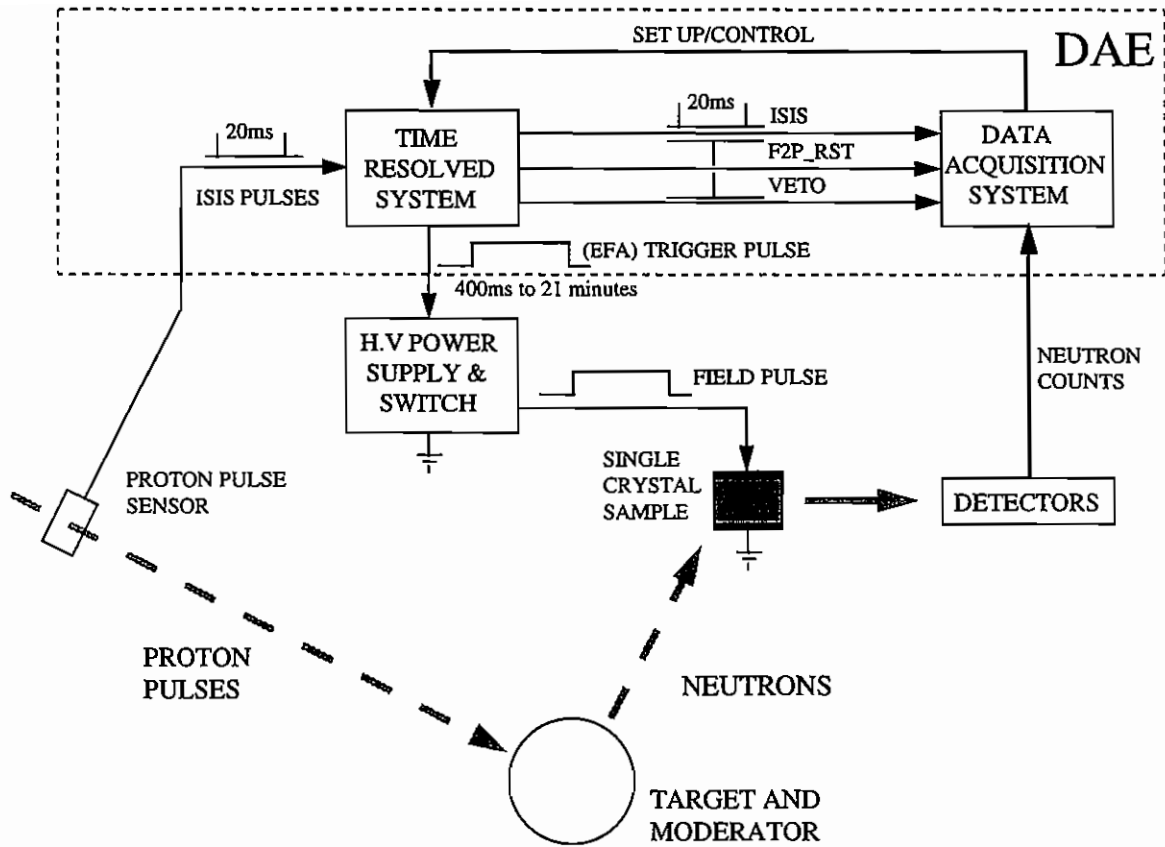 SET UP/CONTROL
DAE
20ms
ISIS PULSES
TIME
RESOLVED
SYSTEM
20ms
ISIS
F2P_RST
VETO
DATA
ACQUISITION
SYSTEM
(EFA) TRIGGER PULSE
400ms to 21 minutes
H.V POWER
SUPPLY &
SWITCH
FIELD PULSE
NEUTRON
COUNTS
PROTON PULSE
SENSOR
SINGLE
CRYSTAL
SAMPLE
DETECTORS
PROTON
PULSES
NEUTRONS
TARGET AND
MODERATOR